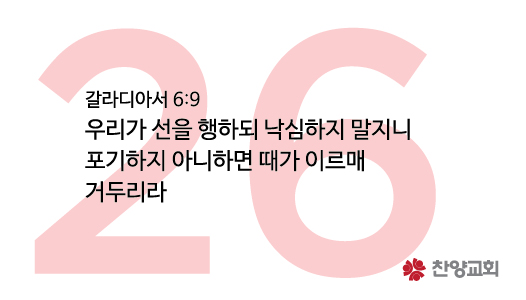 26
갈라디아서 6:9
우리가 선을 행하되 낙심하지 말지니
포기하지 아니하면 때가 이르매
거두리라
찬양교회